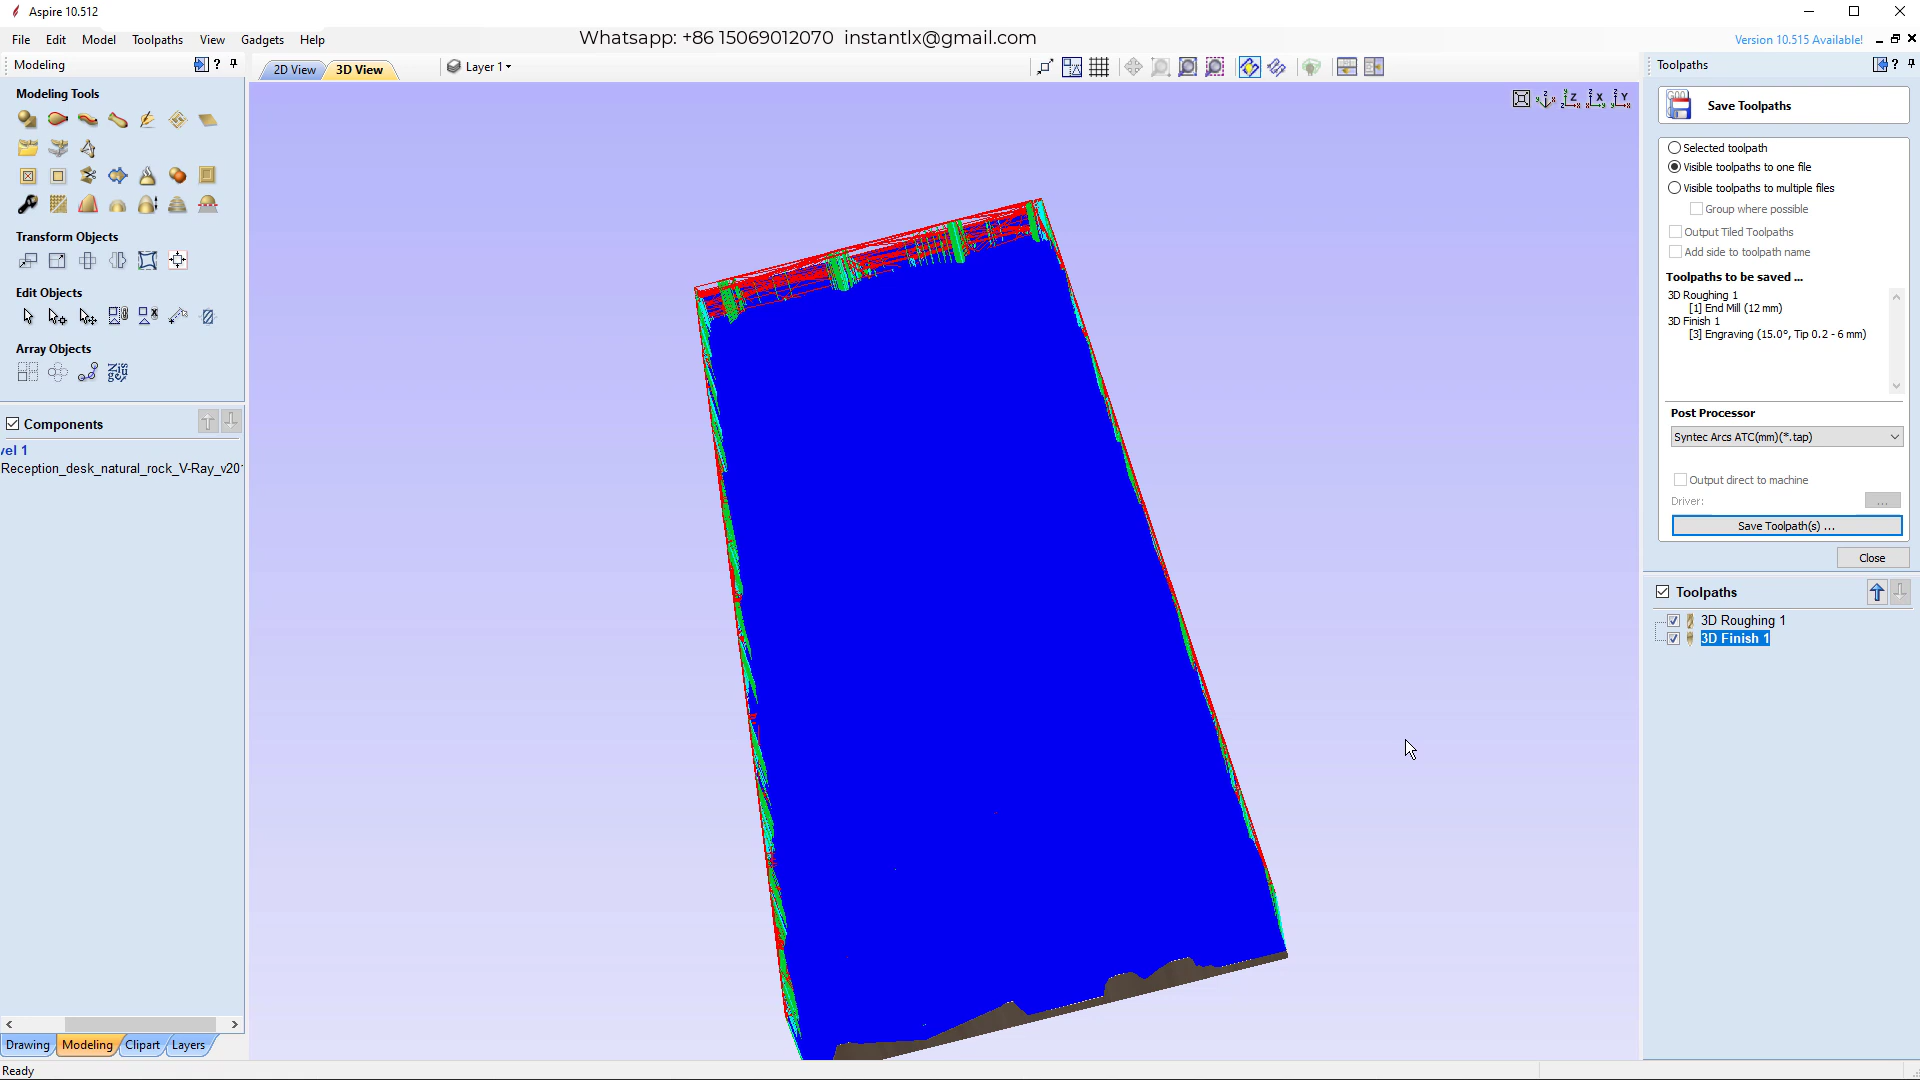 Aspire 10.512
File Edit Model Toolpaths View Gadgets Help
Whatsapp: +86 15069012070 instantlx@gmail.com
Version 10.515 Available!
Modeling
2D View 3D View Layer 1
Toolpaths
Modeling Tools
Save Toolpaths
Selected toolpath
Visible toolpaths to one file
Visible toolpaths to multiple files
Group where possible
Transform Objects
Output Tiled Toolpaths
Add side to toolpath name
Toolpaths to be saved ...
Edit Objects
3D Roughing 1
[1] End Mill (12 mm)
3D Finish 1
[3] Engraving (15.0°, Tip 0.2 - 6 mm)
Array Objects
Post Processor
Components
Syntec Arcs ATC(mm)(*.tap)
vel 1
Reception_desk_natural_rock_V-Ray_v20
Output direct to machine
Driver: ...
Save Toolpath(s) ...
Close
Toolpaths
3D Roughing 1
3D Finish 1
Drawing Modeling Clipart Layers
Ready